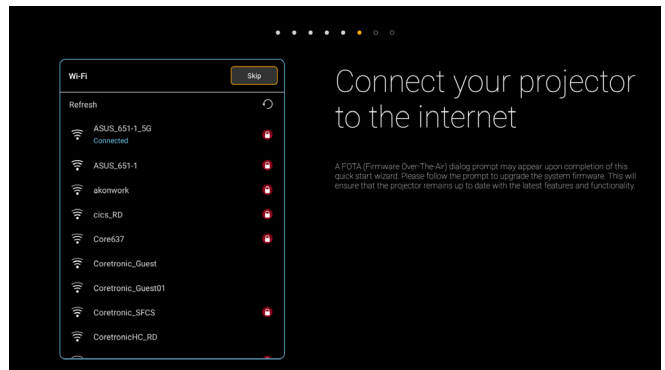 Wi-Fi
Skip
Refresh
ASUS_651-1_5G
Connected
ASUS_651-1
akonwork
cics_RD
Core637
Coretronic_Guest
Coretronic_Guest01
Coretronic_SFCS
CoretronicHC_RD
Connect your projector
to the internet
A FOTA (Firmware Over-The-Air) dialog prompt may appear upon completion of this
quick start wizard. Please follow the prompt to upgrade the system firmware. This will
ensure that the projector remains up to date with the latest features and functionality.